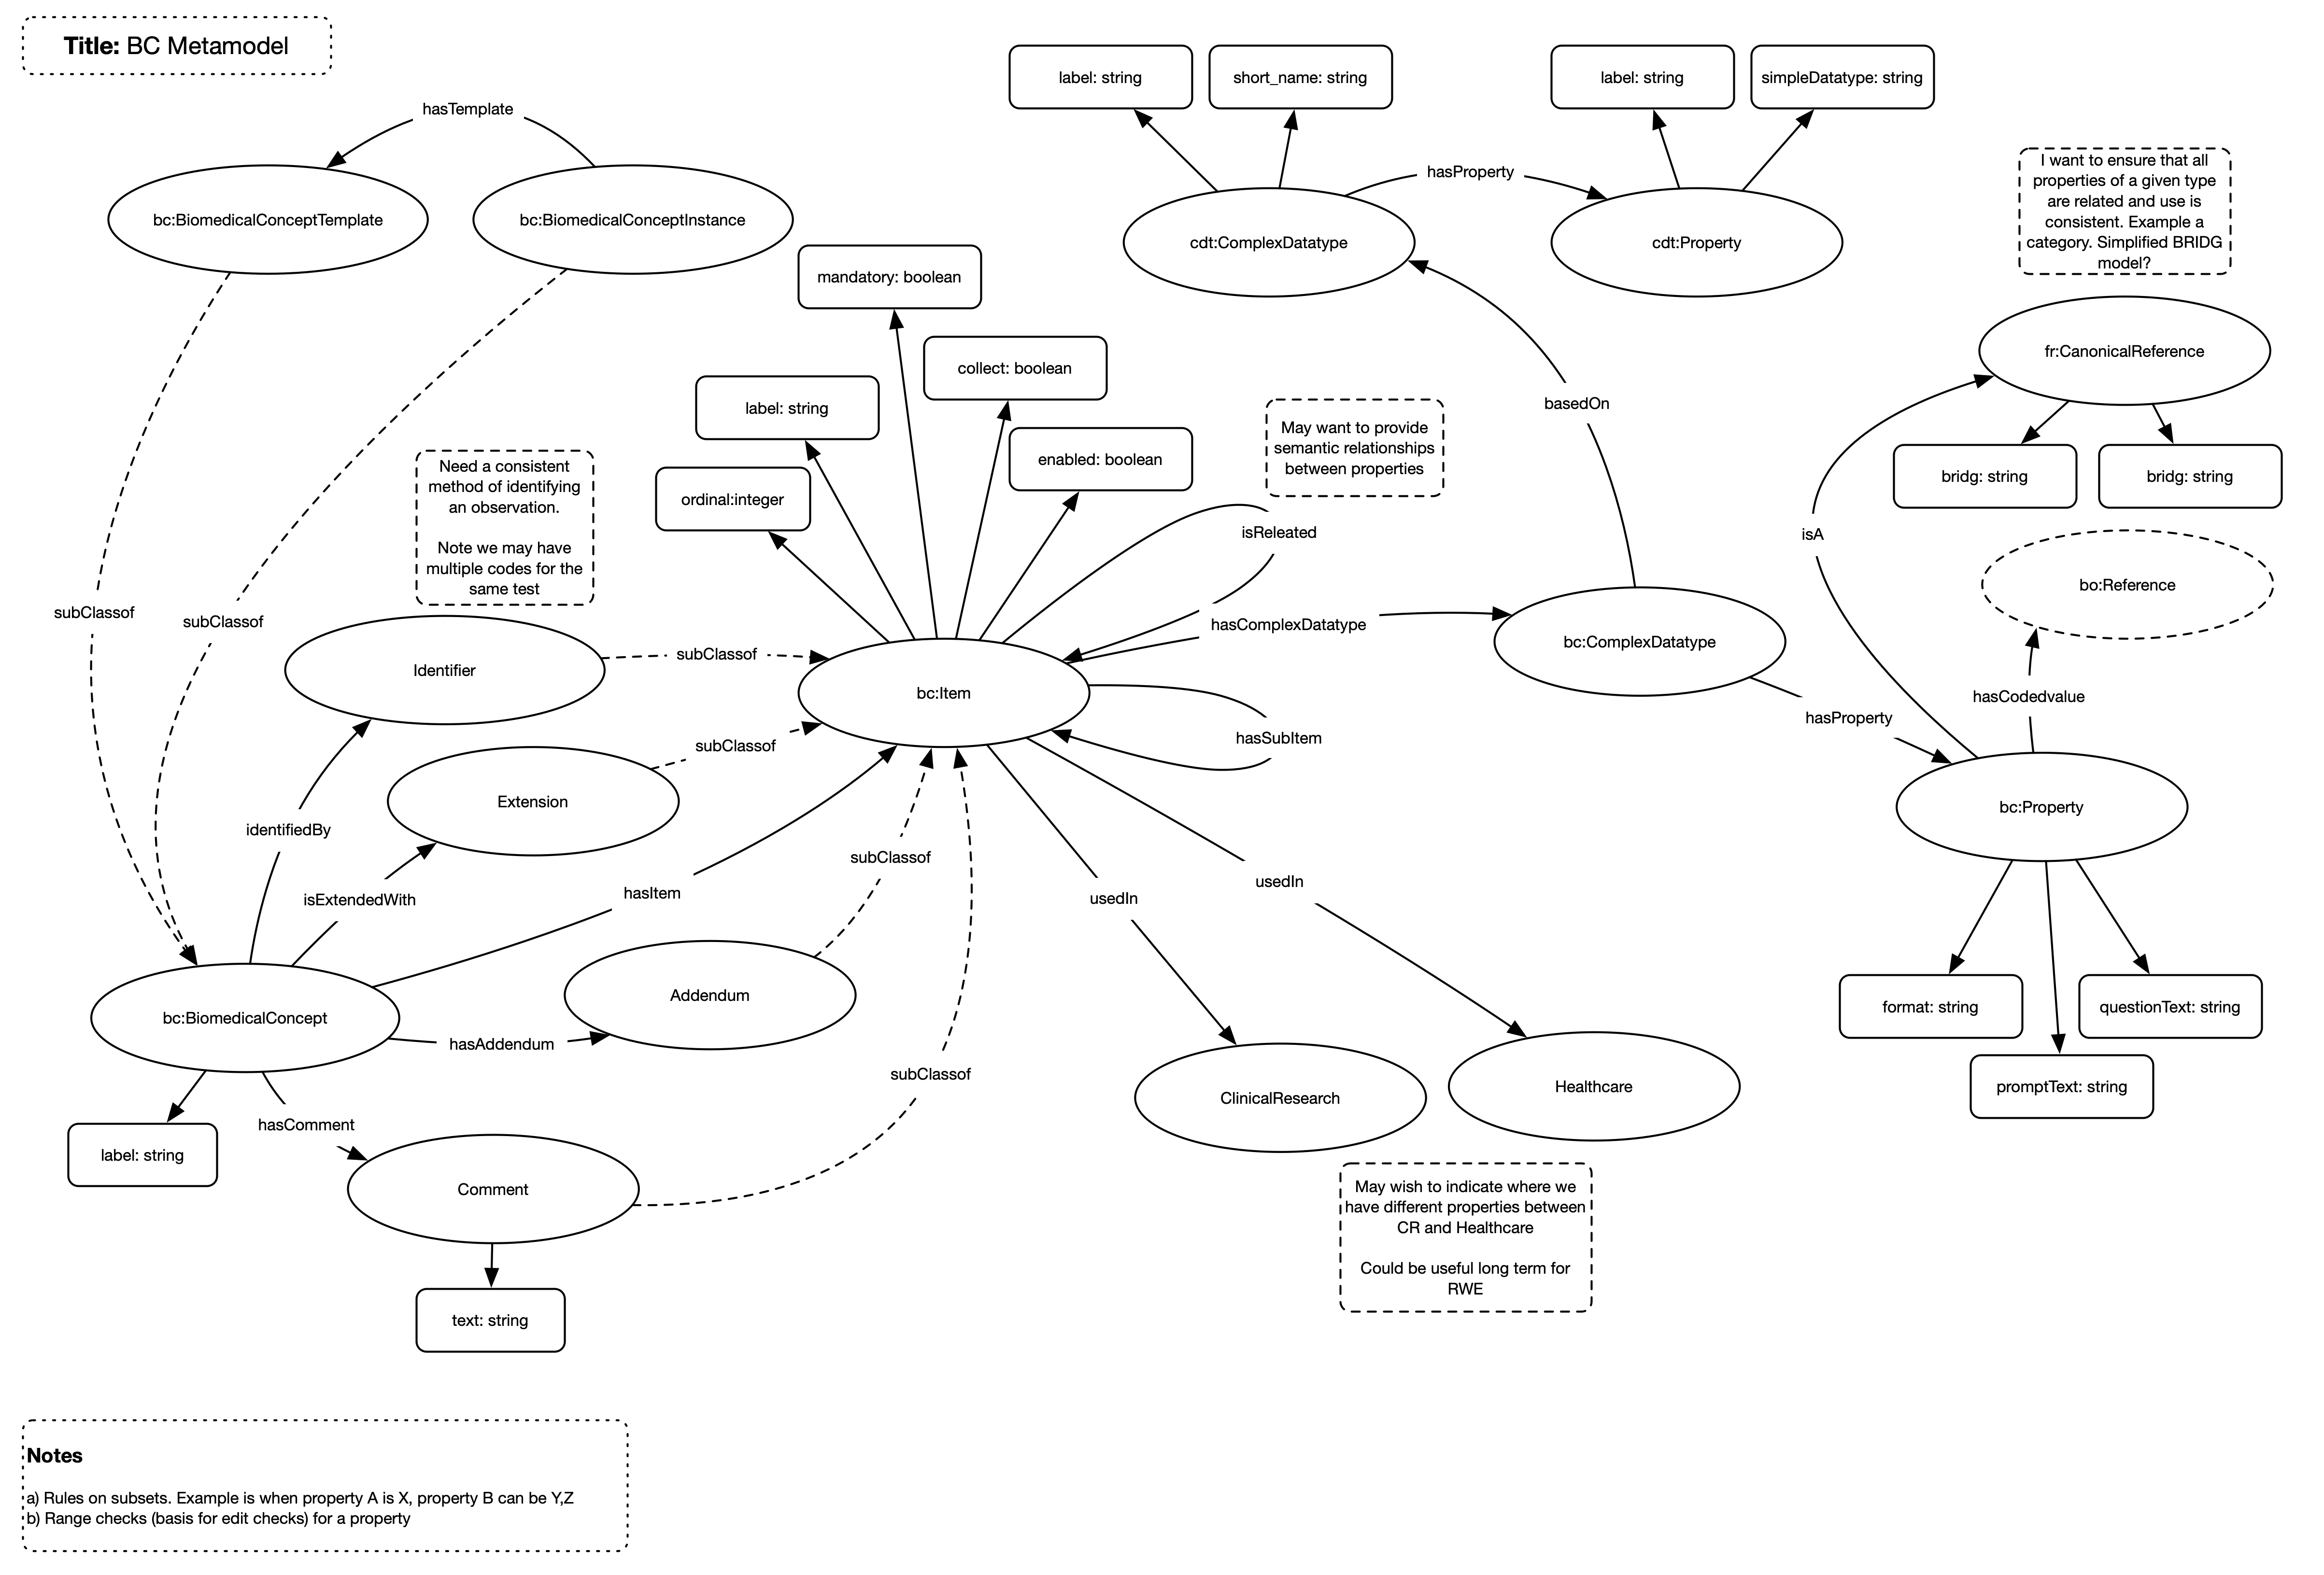 Title: BC Metamodel
label: string
short_name: string
label: string
simpleDatatype: string
hasTemplate
I want to ensure that all
properties of a given type
are related and use is
consistent. Example a
category. Simplified BRIDG
model?
hasProperty
bc:BiomedicalConceptTemplate
bc:BiomedicalConceptInstance
cdt:ComplexDatatype
cdt:Property
mandatory: boolean
fr:CanonicalReference
collect: boolean
label: string
basedOn
May want to provide
semantic relationships
between properties
enabled: boolean
Need a consistent
method of identifying
an observation.
Note we may have
multiple codes for the
same test
ordinal:integer
bridg: string
bridg: string
isReleated
isA
bo:Reference
subClassof
subClassof
hasComplexDatatype
bc:ComplexDatatype
subClassof
Identifier
bc:Item
hasCodedvalue
hasProperty
hasSubItem
subClassof
Extension
bc:Property
identifiedBy
subClassof
usedIn
hasItem
isExtendedWith
usedIn
Addendum
format: string
questionText: string
bc:BiomedicalConcept
hasAddendum
subClassof
ClinicalResearch
Healthcare
promptText: string
hasComment
label: string
Comment
May wish to indicate where we
have different properties between
CR and Healthcare
Could be useful long term for
RWE
text: string
Notes
a) Rules on subsets. Example is when property A is X, property B can be Y,Z
b) Range checks (basis for edit checks) for a property